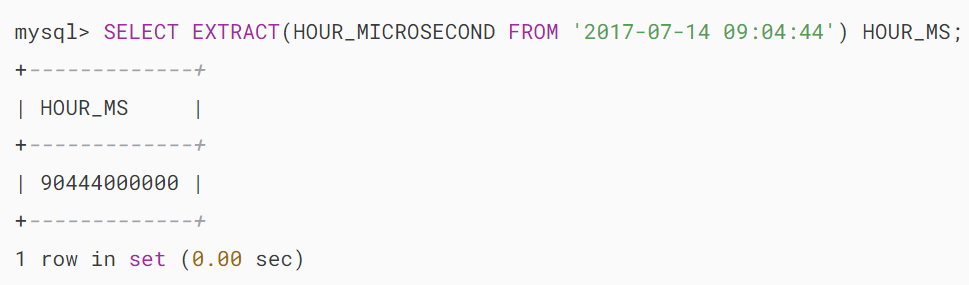 mysql> SELECT EXTRACT(HOUR_MICROSECOND FROM '2017-07-14 09:04:44') HOUR_MS;
+-------------+
| HOUR_MS     |
+-------------+
| 90444000000 |
+-------------+
1 row in set (0.00 sec)